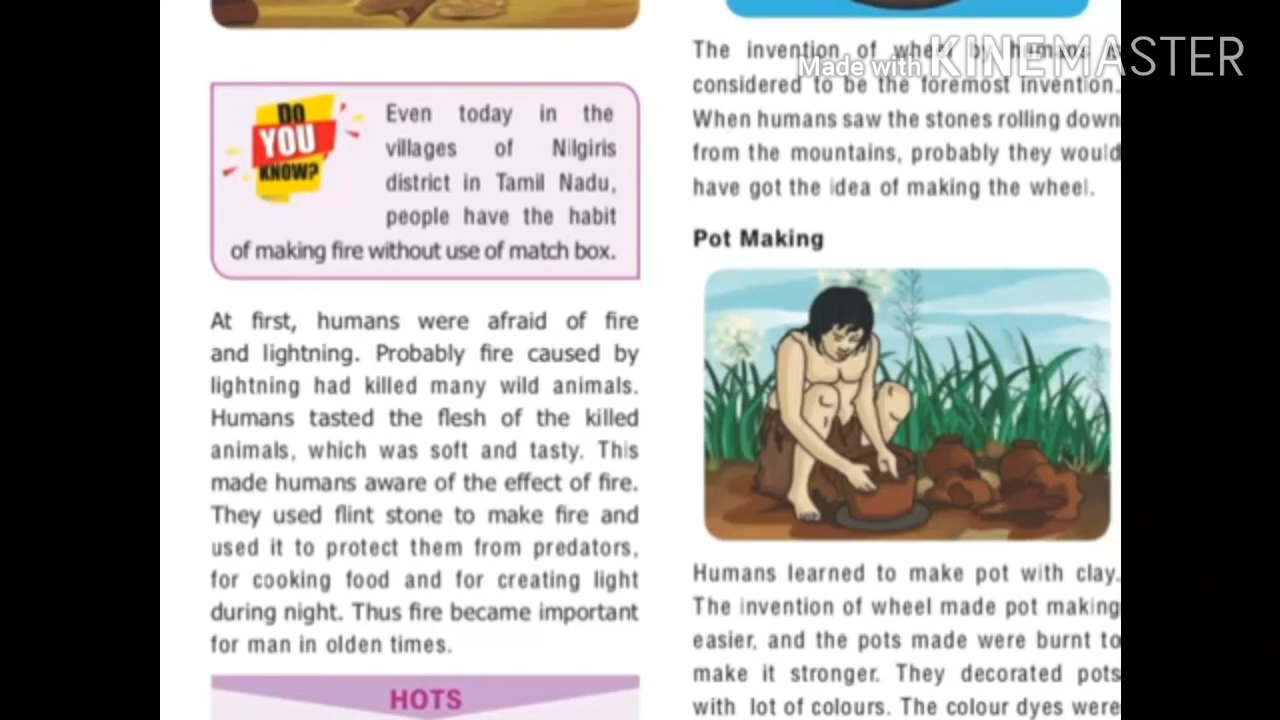 DO
YOU
KNOW?
Even today in the
villages of Nilgiris
district in Tamil Nadu,
people have the habit
of making fire without use of match box.
At first, humans were afraid of fire
and lightning. Probably fire caused by
lightning had killed many wild animals.
Humans tasted the flesh of the killed
animals, which was soft and tasty. This
made humans aware of the effect of fire.
They used flint stone to make fire and
used it to protect them from predators,
for cooking food and for creating light
during night. Thus fire became important
for man in olden times.
HOTS
Made with KINEMASTER
The invention of wheel by humans is
considered to be the foremost invention.
When humans saw the stones rolling down
from the mountains, probably they would
have got the idea of making the wheel.
Pot Making
Humans learned to make pot with clay.
The invention of wheel made pot making
easier, and the pots made were burnt to
make it stronger. They decorated pots
with lot of colours. The colour dyes were